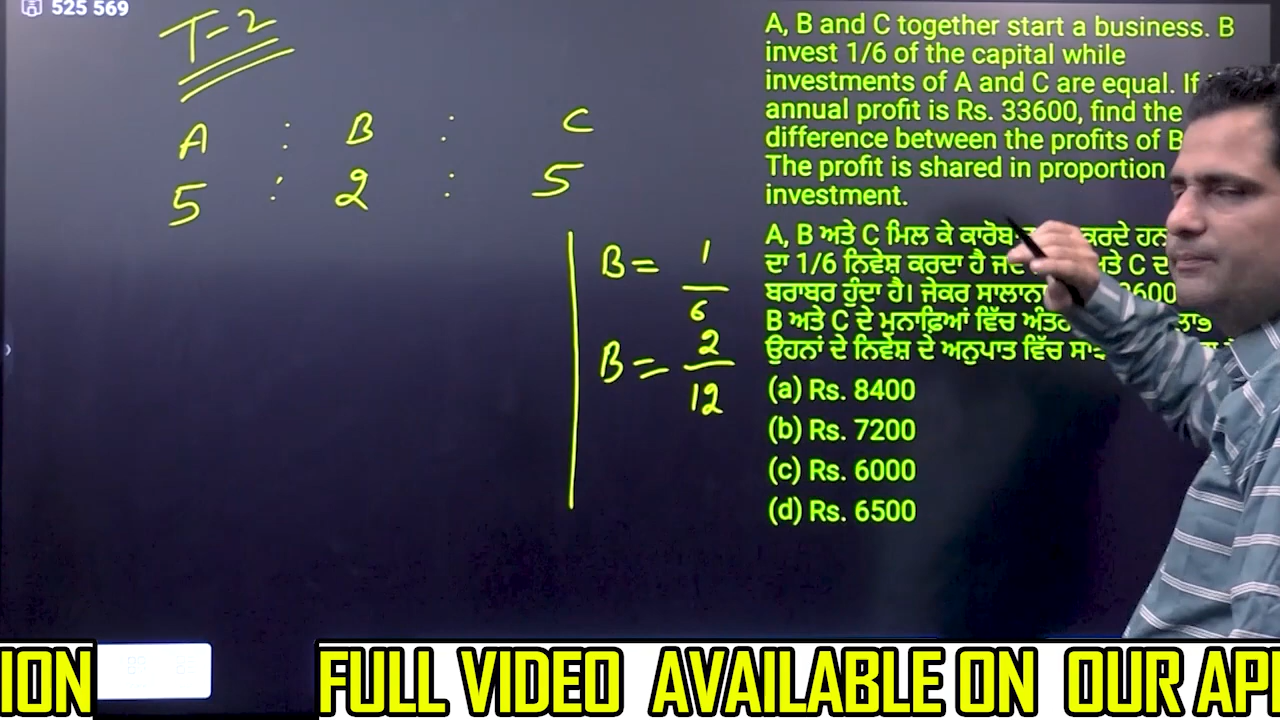 525 569
T-2
A : B : C
5 : 2 : 5
B = 1/6
B = 2/12
A, B and C together start a business. B
invest 1/6 of the capital while
investments of A and C are equal. If
annual profit is Rs. 33600, find the
difference between the profits of B
The profit is shared in proportion
investment.
A, B ਅਤੇ C ਮਿਲ ਕੇ ਹਨ
ਦਾ 1/6 ਨਿਵੇਸ਼ ਕਰਦਾ ਹੈ C
ਬਰਾਬਰ ਹੁੰਦਾ ਹੈ। ਜੇਕਰ ਸਾਲਾਨਾ
B ਅਤੇ C ਦੇ ਮੁਨਾਫ਼ਿਆਂ ਵਿੱਚ
ਉਹਨਾਂ ਦੇ ਨਿਵੇਸ਼ ਦੇ ਅਨੁਪਾਤ ਵਿੱਚ
(a) Rs. 8400
(b) Rs. 7200
(c) Rs. 6000
(d) Rs. 6500
ION FULL VIDEO AVAILABLE ON OUR